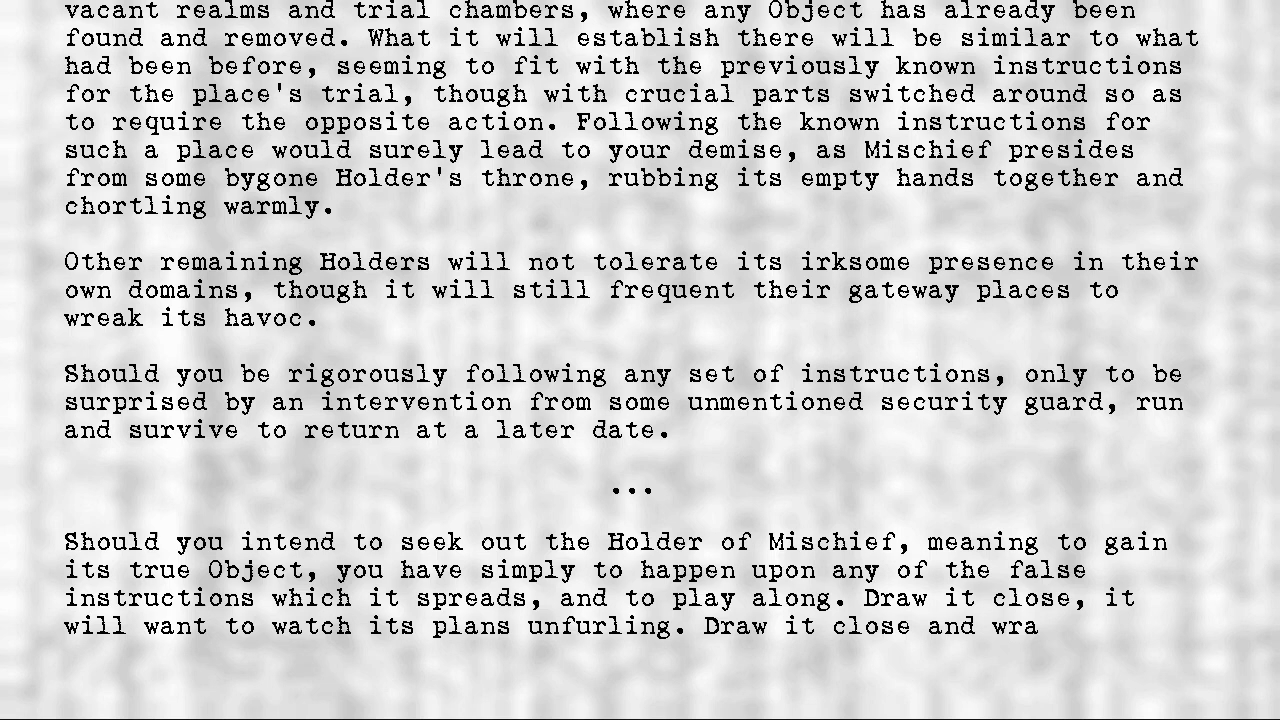 vacant realms and trial chambers, where any Object has already been
found and removed. What it will establish there will be similar to what
had been before, seeming to fit with the previously known instructions
for the place's trial, though with crucial parts switched around so as
to require the opposite action. Following the known instructions for
such a place would surely lead to your demise, as Mischief presides
from some bygone Holder's throne, rubbing its empty hands together and
chortling warmly.
Other remaining Holders will not tolerate its irksome presence in their
own domains, though it will still frequent their gateway places to
wreak its havoc.
Should you be rigorously following any set of instructions, only to be
surprised by an intervention from some unmentioned security guard, run
and survive to return at a later date.
...
Should you intend to seek out the Holder of Mischief, meaning to gain
its true Object, you have simply to happen upon any of the false
instructions which it spreads, and to play along. Draw it close, it
will want to watch its plans unfurling. Draw it close and wra